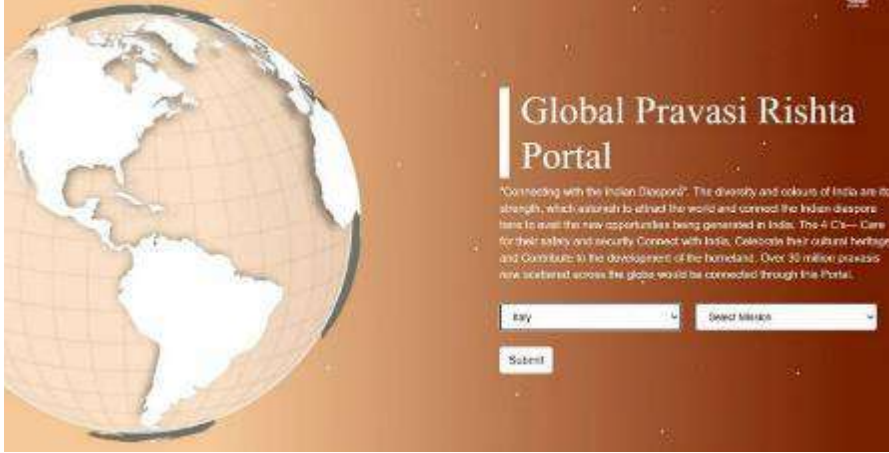 Global Pravasi Rishta
Portal
"Connecting with the Indian Diaspora". The diversity and colours of India are its
strength, which astonish to attract the world and connect the Indian diaspora
here to avail the new opportunities being generated in India. The 4 C's— Care
for their safety and security Connect with India, Celebrate their cultural heritage
and Contribute to the development of the homeland. Over 30 million pravasis
now scattered across the globe would be connected through this Portal.
Italy
Select Mission
Submit